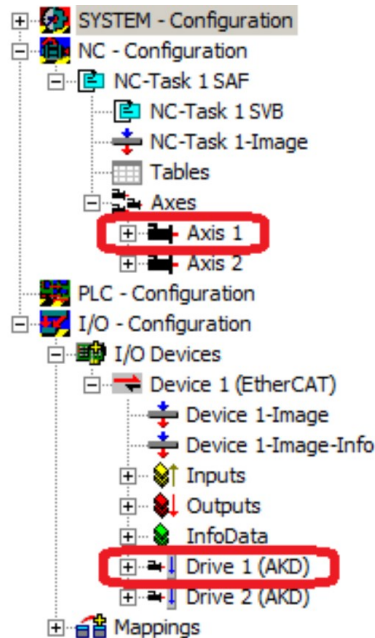 SYSTEM - Configuration
NC - Configuration
NC-Task 1 SAF
NC-Task 1 SVB
NC-Task 1-Image
Tables
Axes
Axis 1
Axis 2
PLC - Configuration
I/O - Configuration
I/O Devices
Device 1 (EtherCAT)
Device 1-Image
Device 1-Image-Info
Inputs
Outputs
InfoData
Drive 1 (AKD)
Drive 2 (AKD)
Mappings